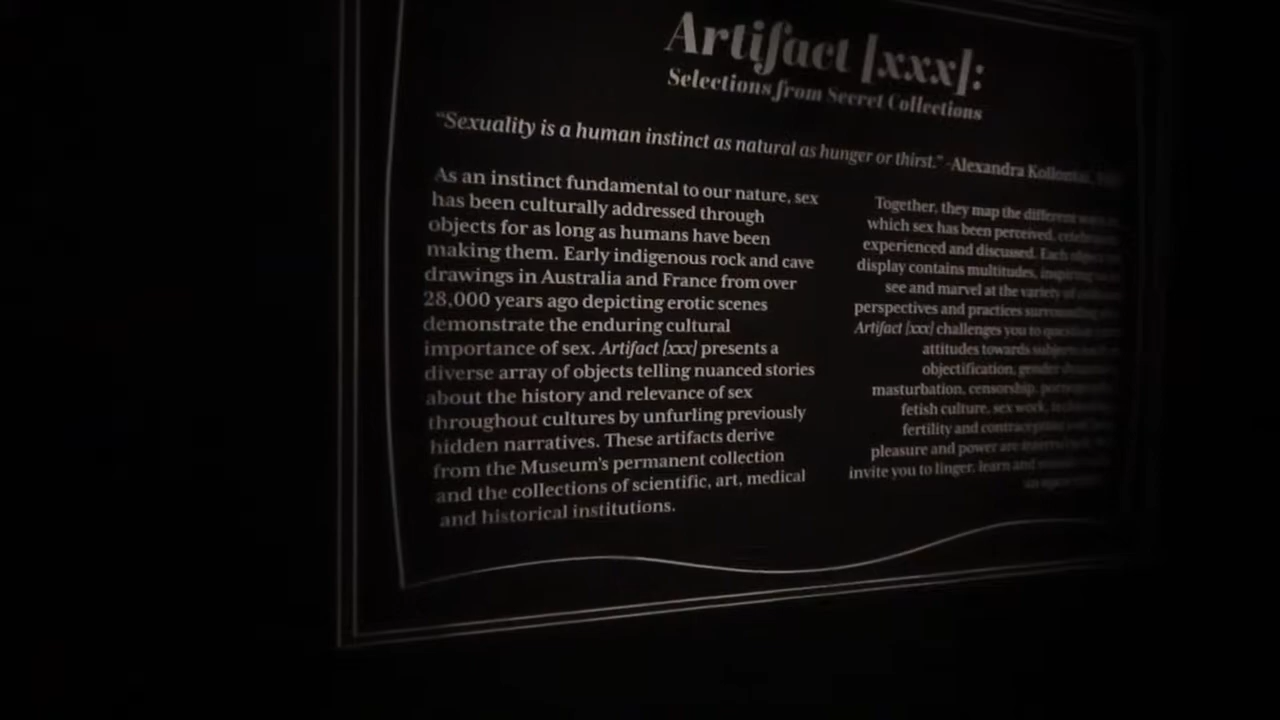 Artifact [xxx]:
Selections from Secret Collections
“Sexuality is a human instinct as natural as hunger or thirst.” -Alexandra Kollontai,
As an instinct fundamental to our nature, sex
has been culturally addressed through
objects for as long as humans have been
making them. Early indigenous rock and cave
drawings in Australia and France from over
28,000 years ago depicting erotic scenes
demonstrate the enduring cultural
importance of sex. Artifact [xxx] presents a
diverse array of objects telling nuanced stories
about the history and relevance of sex
throughout cultures by unfurling previously
hidden narratives. These artifacts derive
from the Museum’s permanent collection
and the collections of scientific, art, medical
and historical institutions.
Together, they map the different
which sex has been perceived,
experienced and discussed. Each
display contains multitudes,
see and marvel at the variety of
perspectives and practices
Artifact [xxx] challenges you to
attitudes towards
objectification, gender
masturbation, censorship,
fetish culture, sex work,
fertility and
pleasure and power are
invite you to linger, learn and